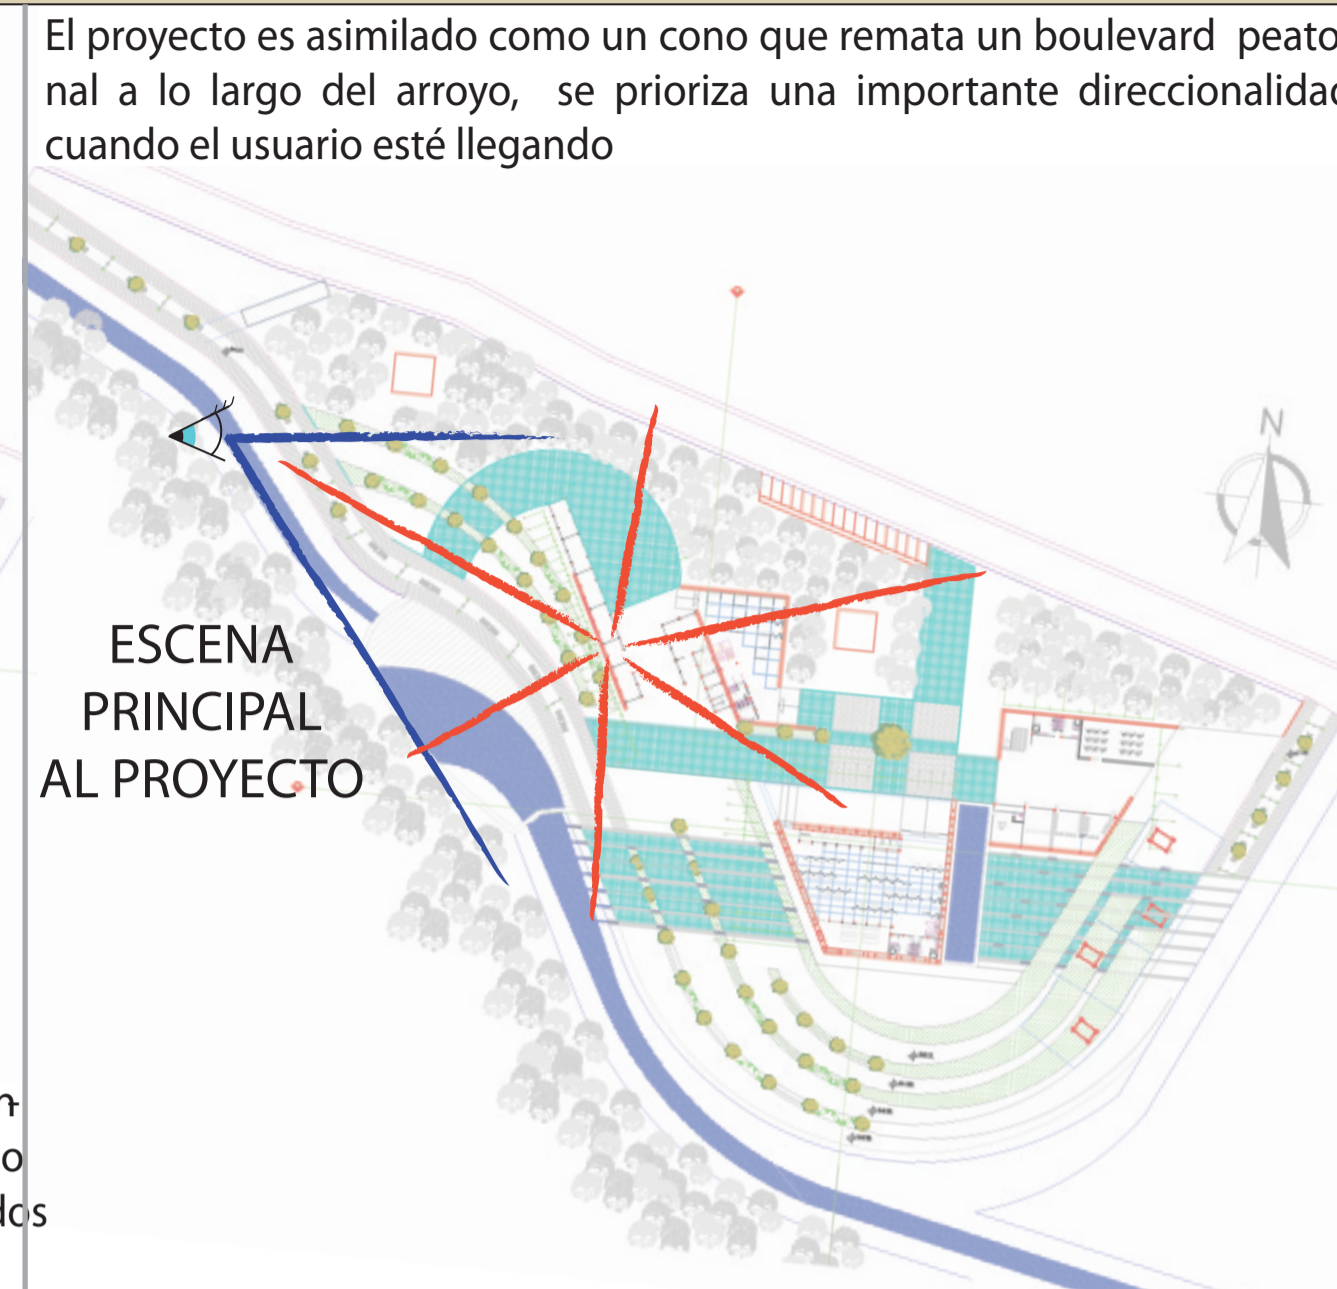 El proyecto es asimilado como un cono que remata un boulevard peato
nal a lo largo del arroyo, se prioriza una importante direccionalidad
cuando el usuario esté llegando
N
ESCENA
PRINCIPAL
AL PROYECTO
o
dos